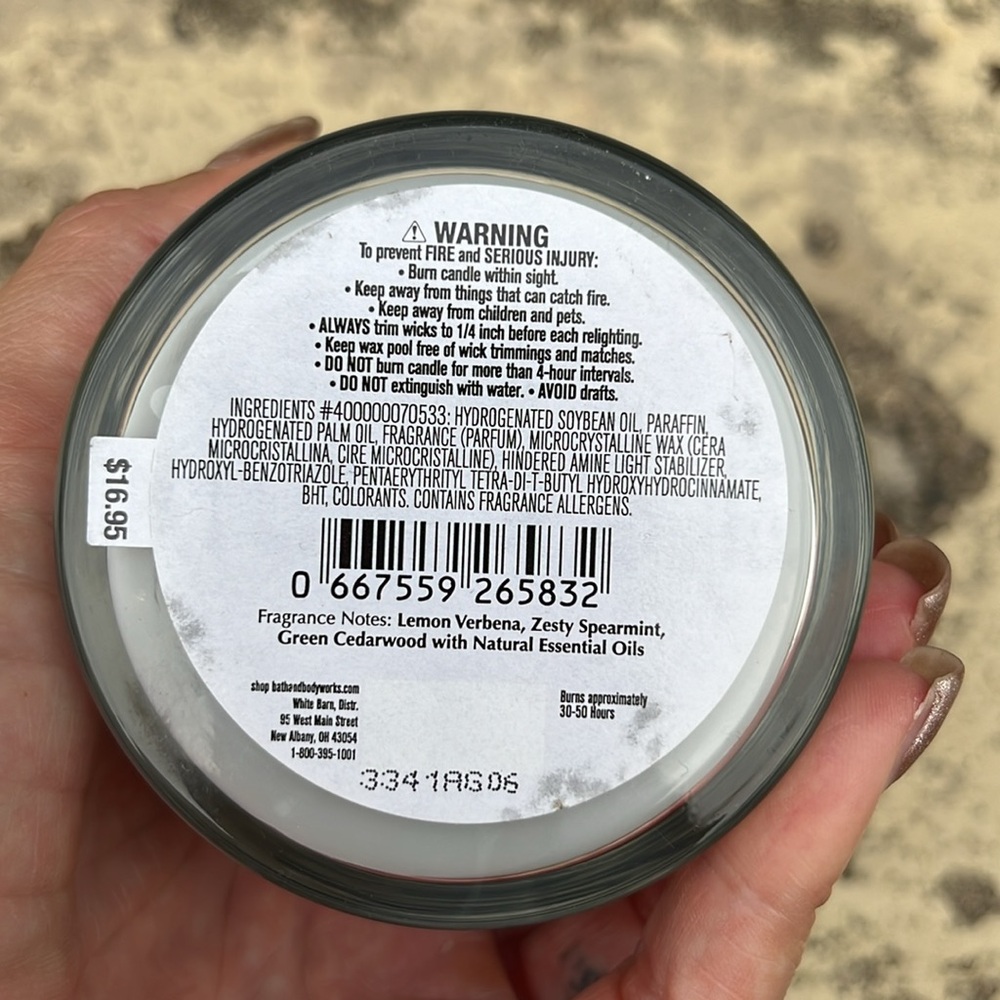 ⚠ WARNING
To prevent FIRE and SERIOUS INJURY:
• Burn candle within sight.
• Keep away from things that can catch fire.
• Keep away from children and pets.
• ALWAYS trim wicks to 1/4 inch before each relighting.
• Keep wax pool free of wick trimmings and matches.
• DO NOT burn candle for more than 4-hour intervals.
• DO NOT extinguish with water. • AVOID drafts.
INGREDIENTS #400000070533: HYDROGENATED SOYBEAN OIL, PARAFFIN,
HYDROGENATED PALM OIL, FRAGRANCE (PARFUM), MICROCRYSTALLINE WAX (CERA
MICROCRISTALLINA, CIRE MICROCRISTALLINE), HINDERED AMINE LIGHT STABILIZER,
HYDROXYL-BENZOTRIAZOLE, PENTAERYTHRITYL TETRA-DI-T-BUTYL HYDROXYHYDROCINNAMATE,
BHT, COLORANTS. CONTAINS FRAGRANCE ALLERGENS.
$16.95
0 667559 265832
Fragrance Notes: Lemon Verbena, Zesty Spearmint,
Green Cedarwood with Natural Essential Oils
shop bathandbodyworks.com
White Barn, Distr.
95 West Main Street
New Albany, OH 43054
1-800-395-1001
Burns approximately
30-50 Hours